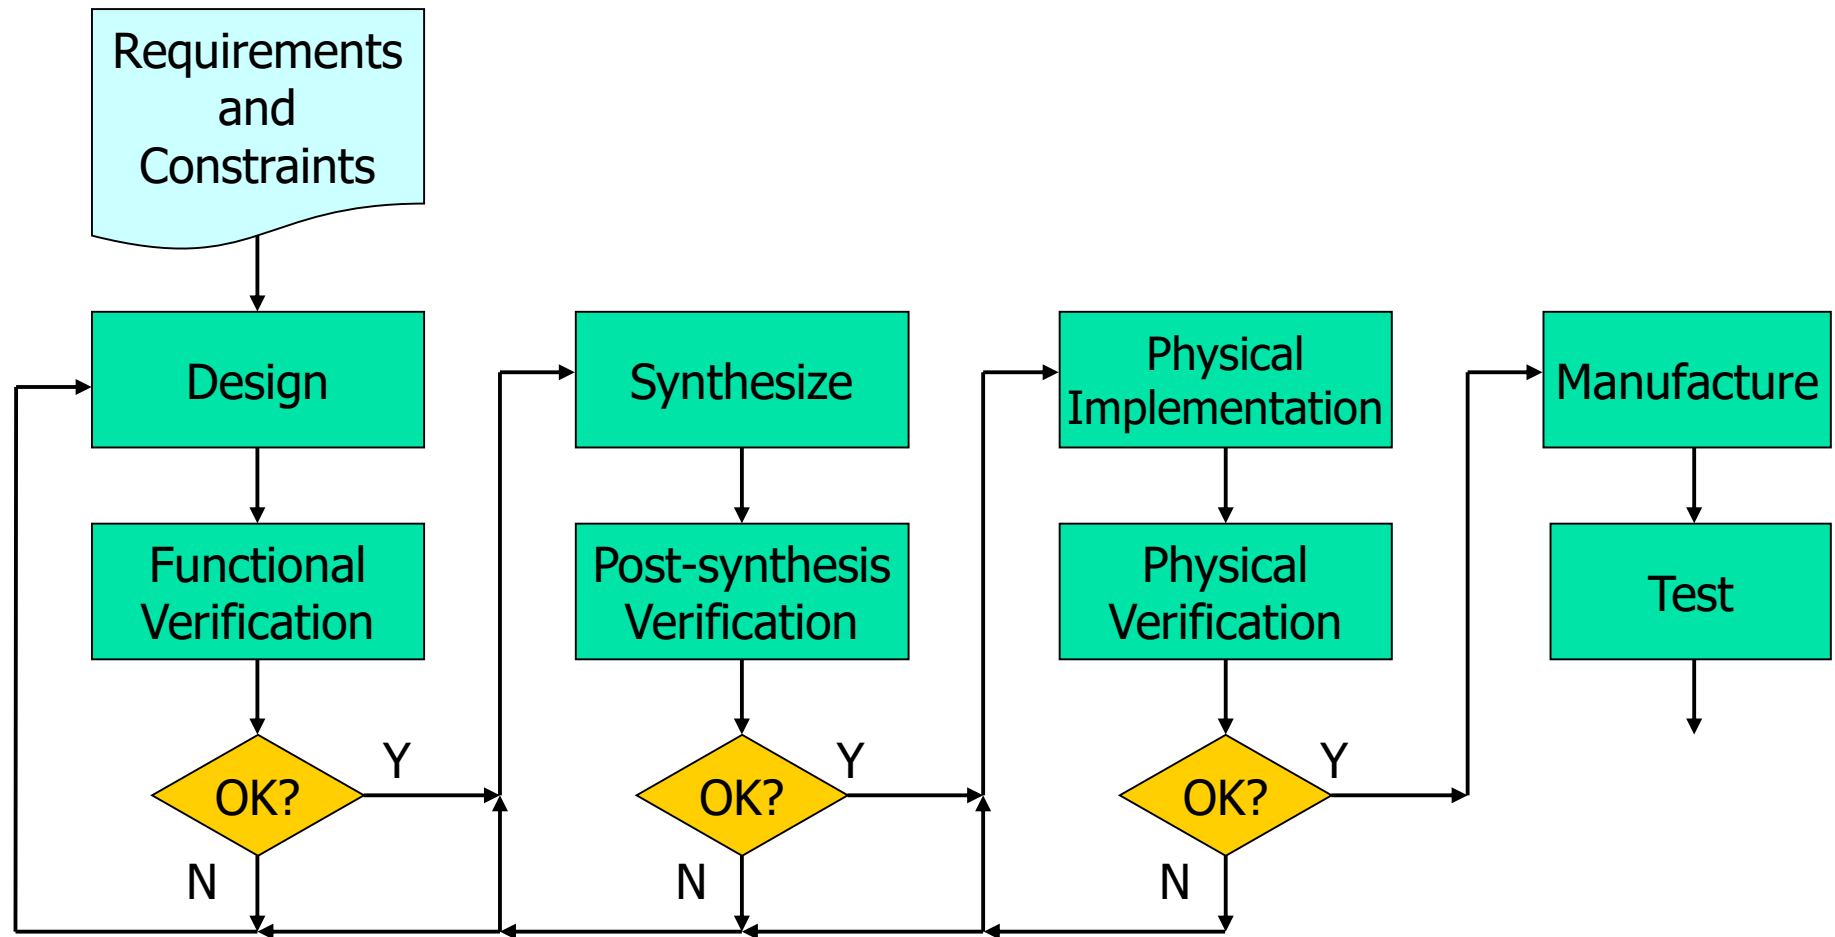 Requirements
and
Constraints
Design
Synthesize
Physical
Implementation
Manufacture
Functional
Verification
Post-synthesis
Verification
Physical
Verification
Test
OK?
Y
OK?
Y
OK?
Y
N
N
N